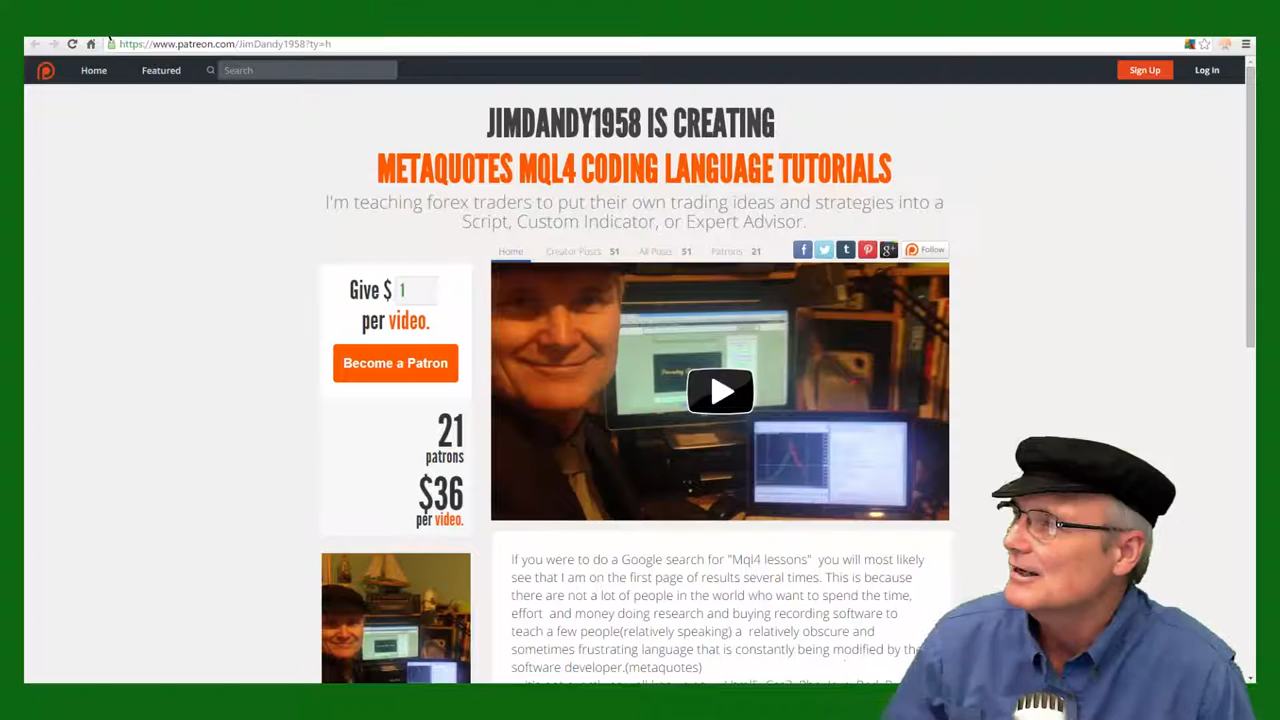 https://www.patreon.com/JimDandy1958?ty=h
Home Featured Search Sign Up Log In
JIMDANDY1958 IS CREATING
METAQUOTES MQL4 CODING LANGUAGE TUTORIALS
I'm teaching forex traders to put their own trading ideas and strategies into a
Script, Custom Indicator, or Expert Advisor.
Home Creator Posts 51 All Posts 51 Patrons 21 Follow
Give $ 1
per video.
Become a Patron
21
patrons
$36
per video.
If you were to do a Google search for "Mql4 lessons" you will most likely
see that I am on the first page of results several times. This is because
there are not a lot of people in the world who want to spend the time,
effort and money doing research and buying recording software to
teach a few people(relatively speaking) a relatively obscure and
sometimes frustrating language that is constantly being modified by the
software developer.(metaquotes)